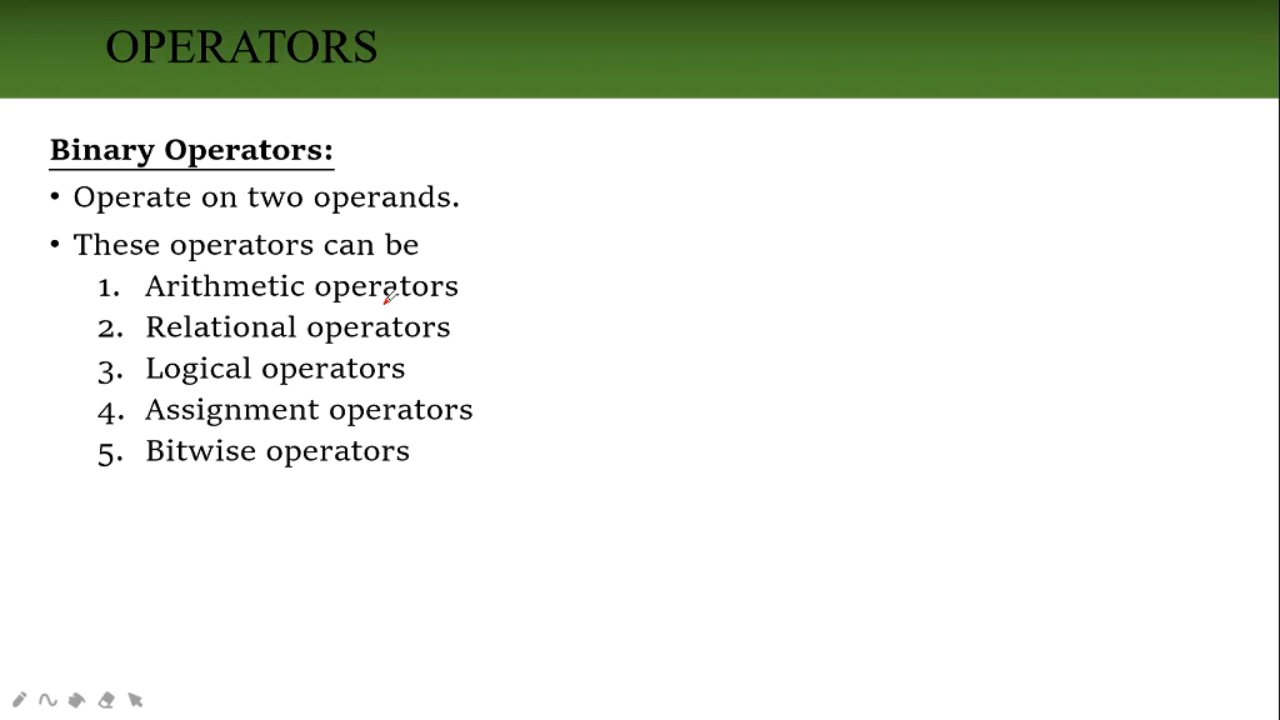 OPERATORS
Binary Operators:
• Operate on two operands.
• These operators can be
1. Arithmetic operators
2. Relational operators
3. Logical operators
4. Assignment operators
5. Bitwise operators